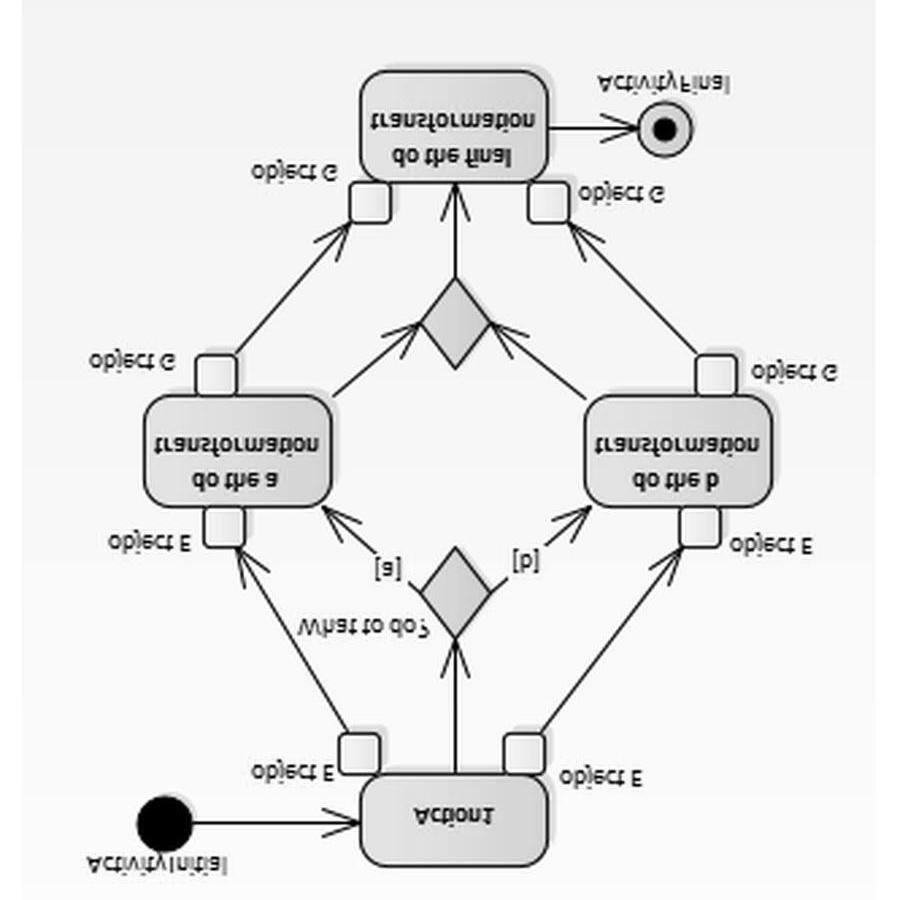 ActivityInitial
Action1
object E
object E
What to do?
[a]
[b]
object E
object E
do the a
transformation
do the b
transformation
object G
object G
object G
object G
do the final
transformation
ActivityFinal